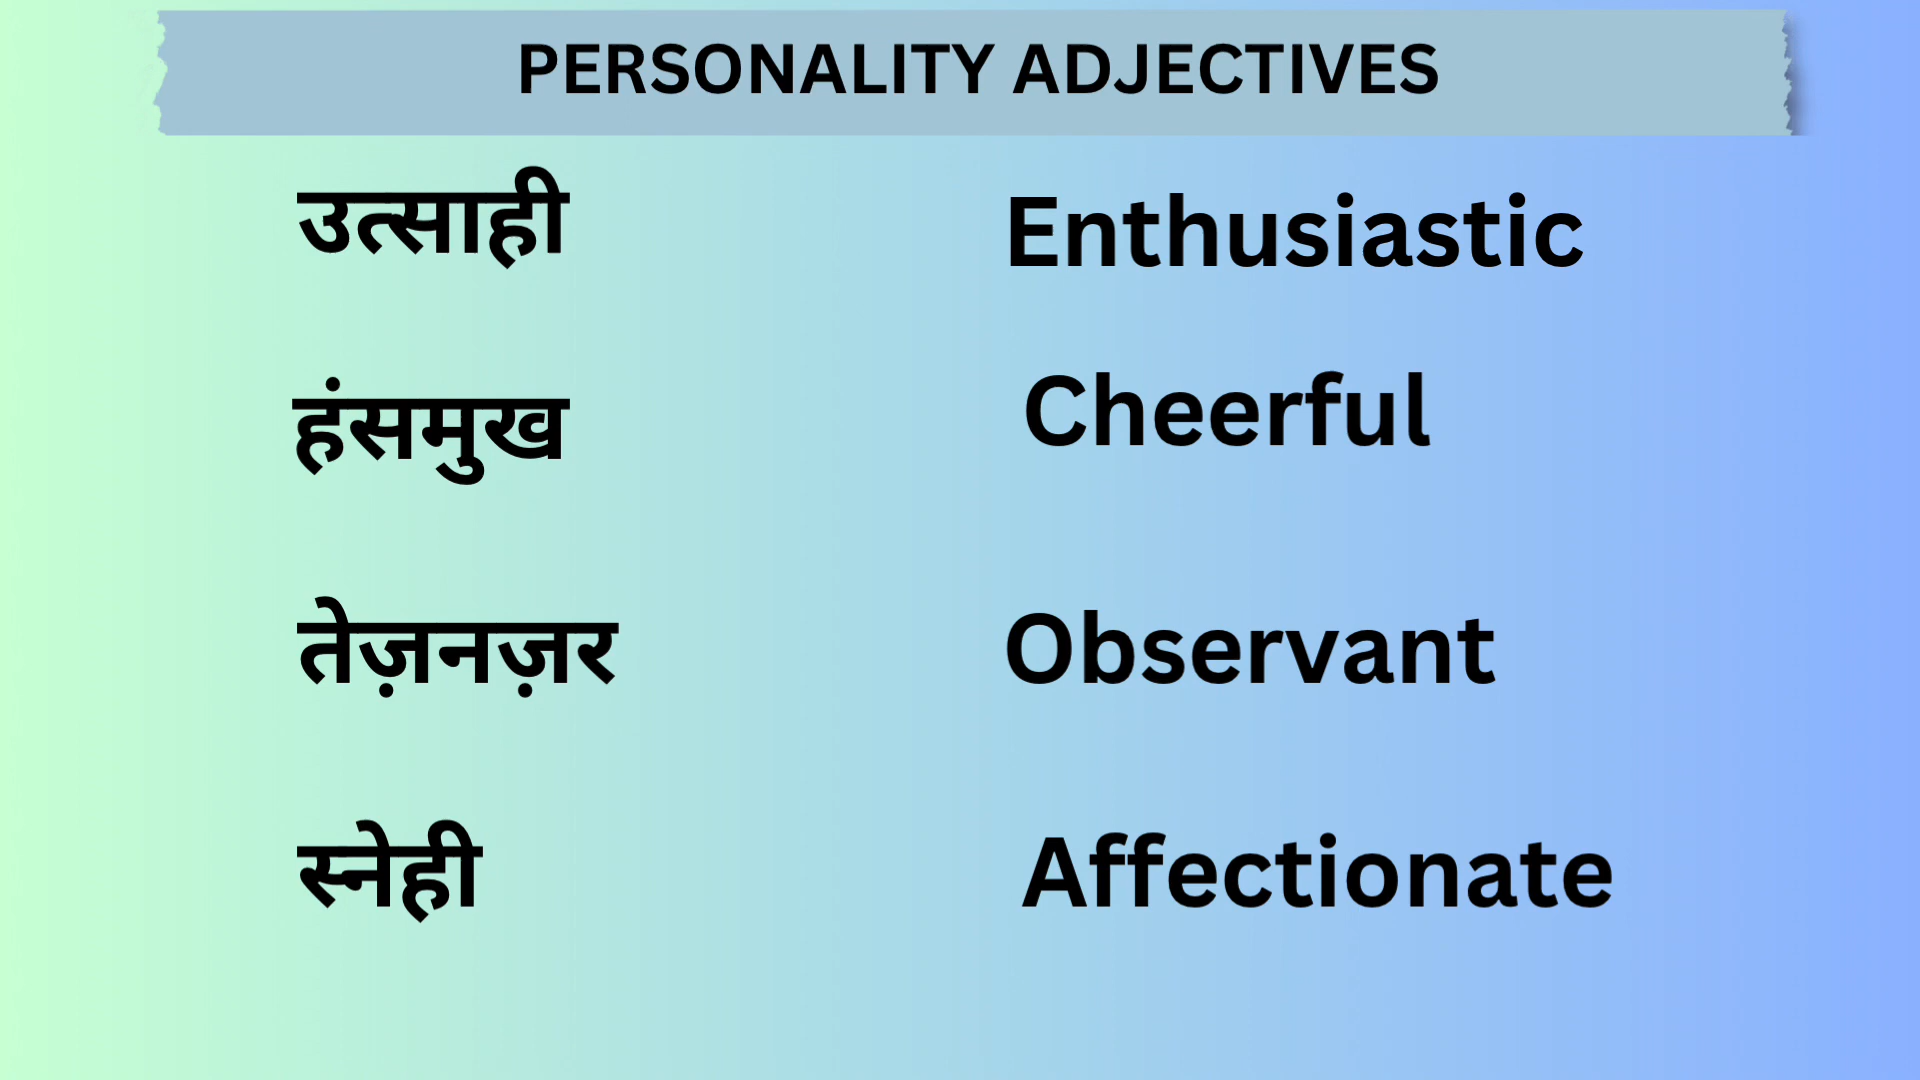 PERSONALITY ADJECTIVES
उत्साही Enthusiastic
हंसमुख Cheerful
तेज़नज़र Observant
स्नेही Affectionate